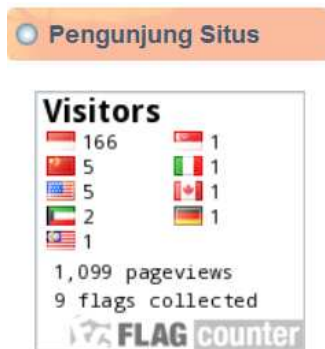 Pengunjung Situs
Visitors
166 1
5 1
5 1
2 1
1
1,099 pageviews
9 flags collected
FLAG counter